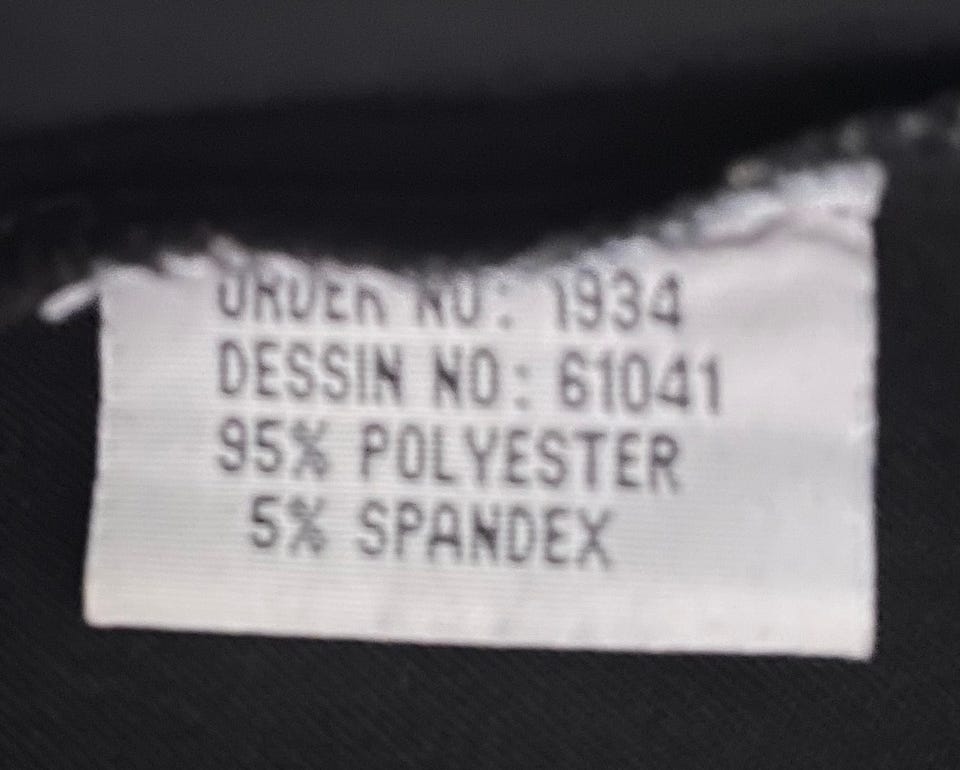 ORDER NO: 1934
DESSIN NO: 61041
95% POLYESTER
5% SPANDEX